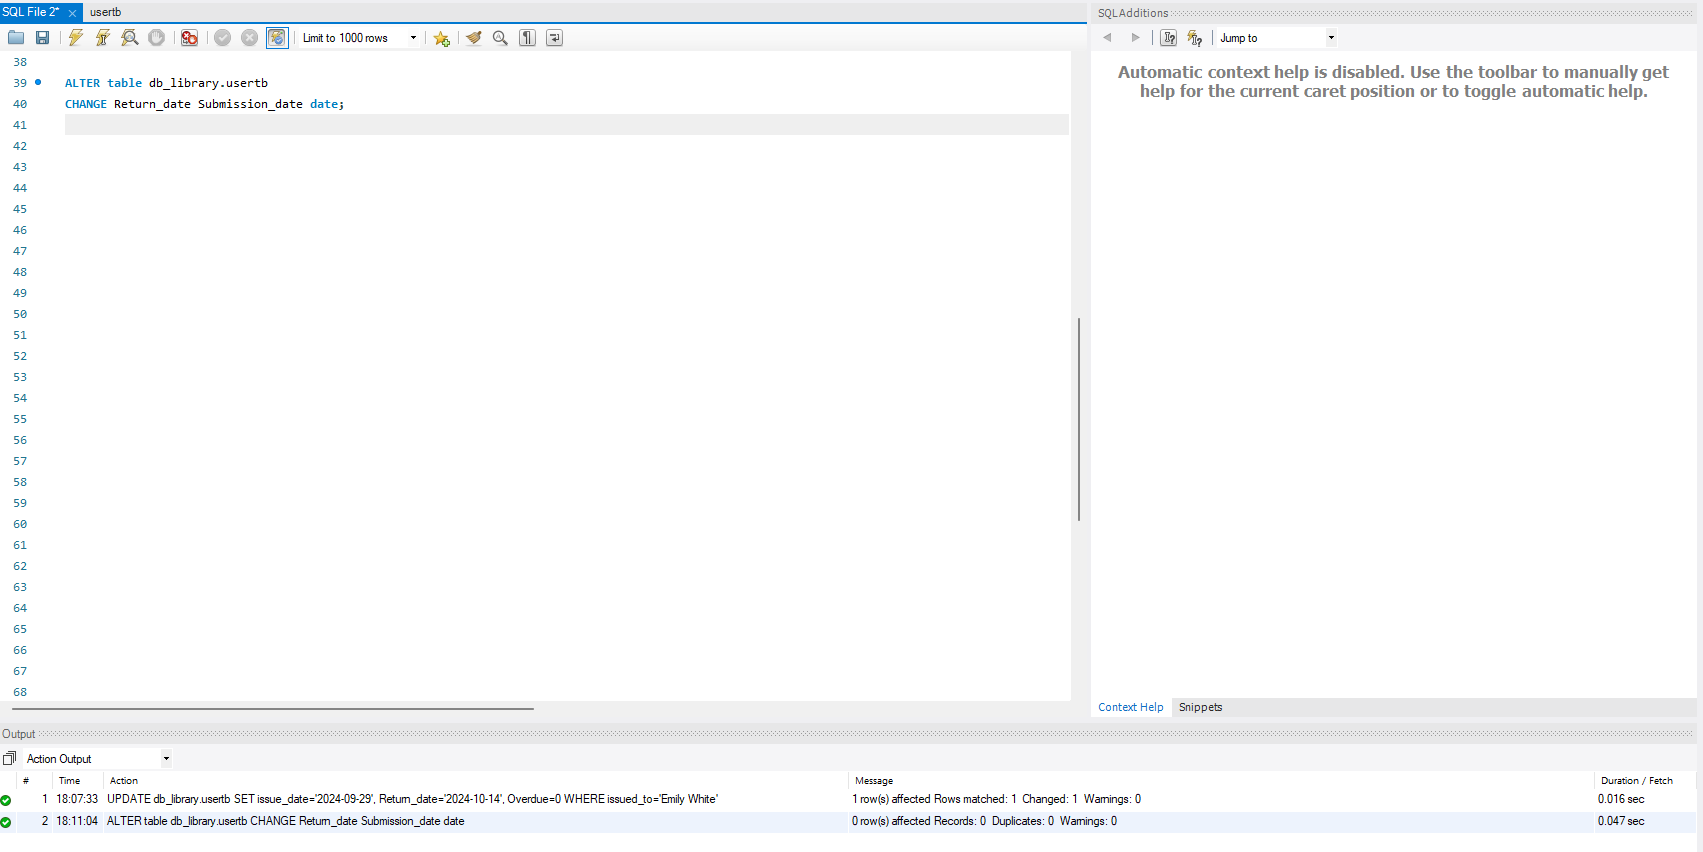 SQL File 2*
usertb
Limit to 1000 rows
38
39 ALTER table db_library.usertb
40 CHANGE Return_date Submission_date date;
41
42
43
44
45
46
47
48
49
50
51
52
53
54
55
56
57
58
59
60
61
62
63
64
65
66
67
68
SQLAdditions
Jump to
Automatic context help is disabled. Use the toolbar to manually get
help for the current caret position or to toggle automatic help.
Context Help Snippets
Output
Action Output
# Time Action Message Duration / Fetch
1 18:07:33 UPDATE db_library.usertb SET issue_date='2024-09-29', Return_date='2024-10-14', Overdue=0 WHERE issued_to='Emily White' 1 row(s) affected Rows matched: 1 Changed: 1 Warnings: 0 0.016 sec
2 18:11:04 ALTER table db_library.usertb CHANGE Return_date Submission_date date 0 row(s) affected Records: 0 Duplicates: 0 Warnings: 0 0.047 sec